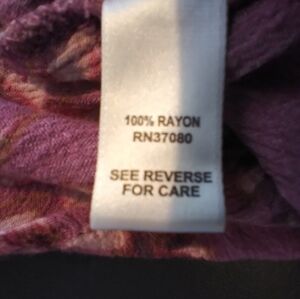 100% RAYON
RN37080
SEE REVERSE
FOR CARE